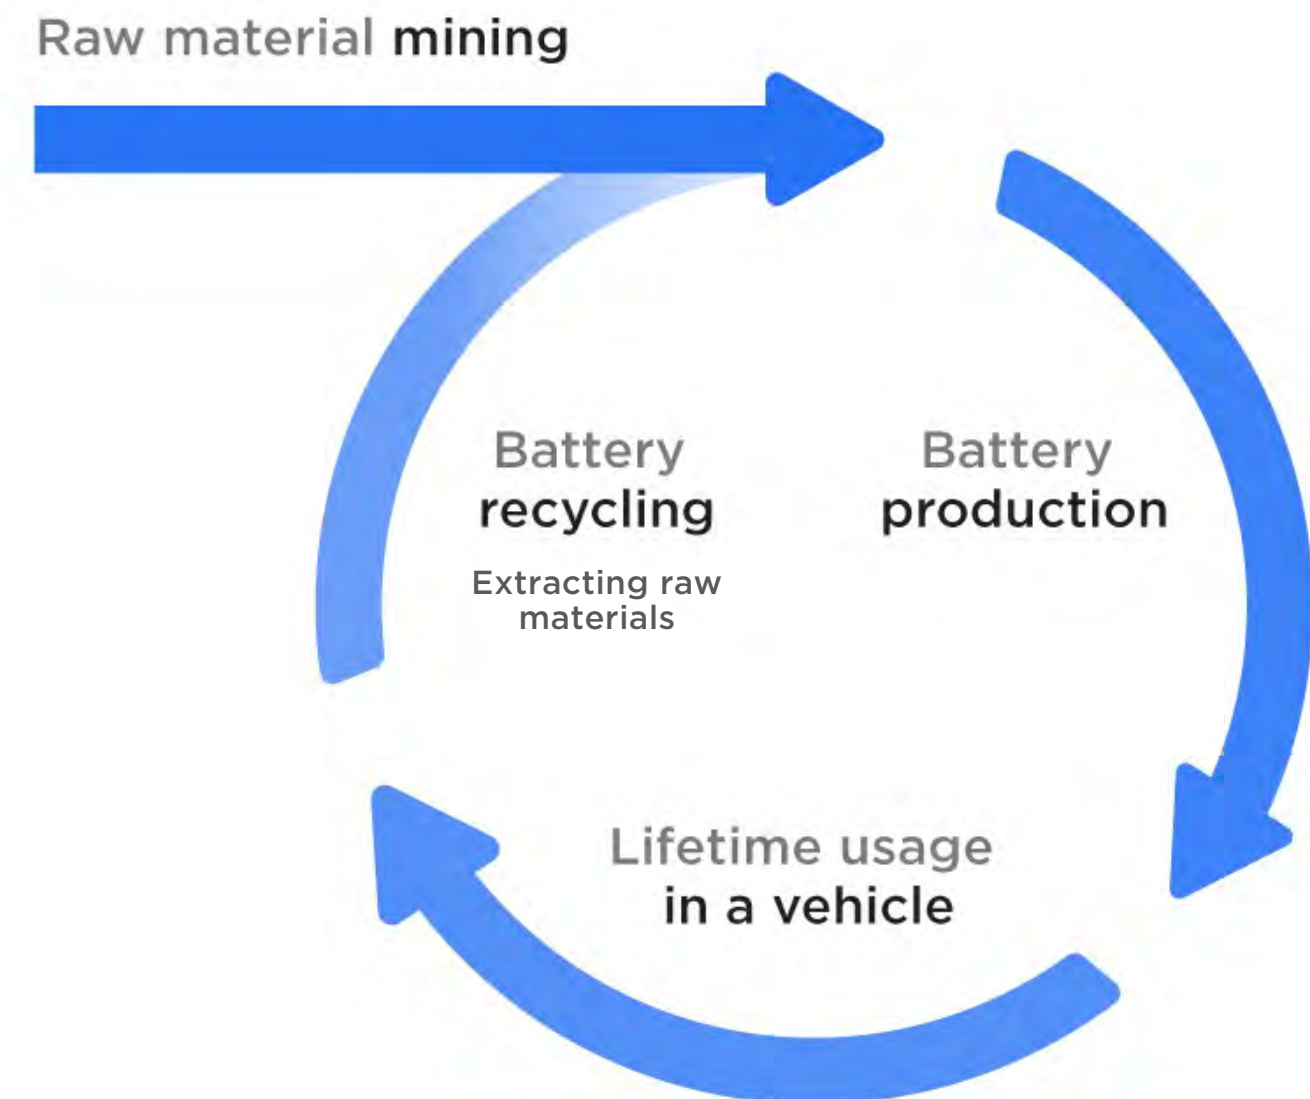 Raw material mining
Battery
recycling
Extracting raw
materials
Battery
production
Lifetime usage
in a vehicle